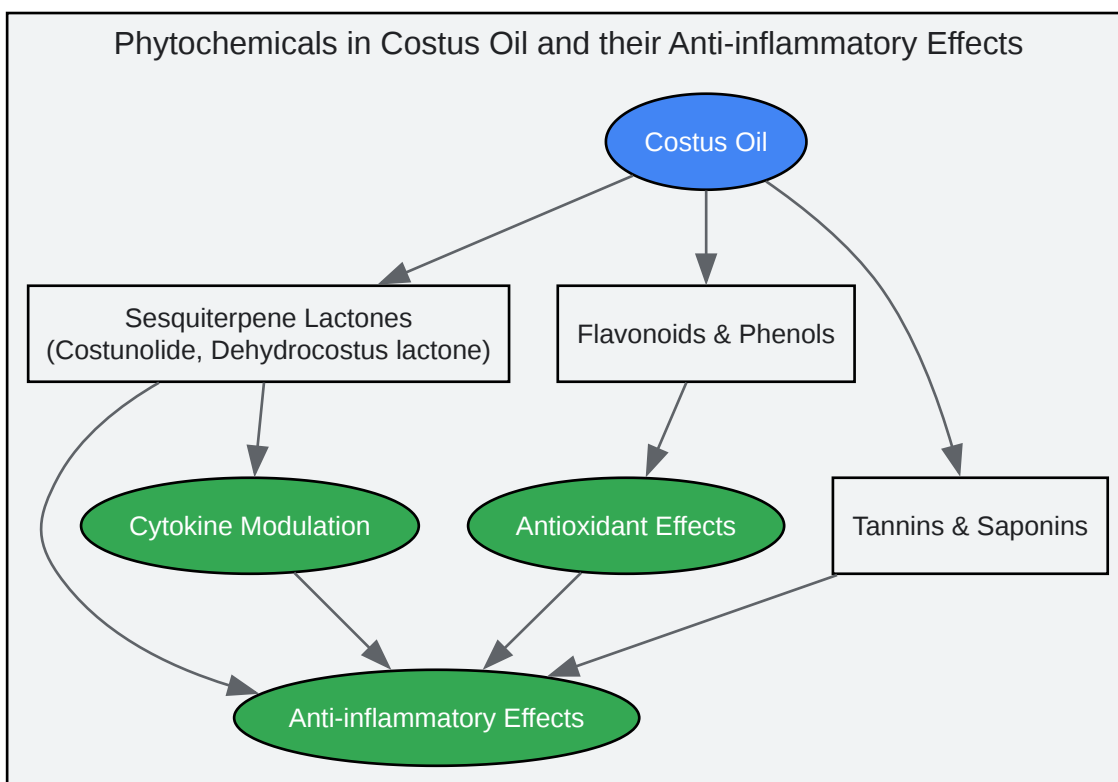 Phytochemicals in Costus Oil and their Anti-inflammatory Effects
Costus Oil
Sesquiterpene Lactones
(Costunolide, Dehydrocostus lactone)
Flavonoids & Phenols
Cytokine Modulation
Antioxidant Effects
Tannins & Saponins
Anti-inflammatory Effects